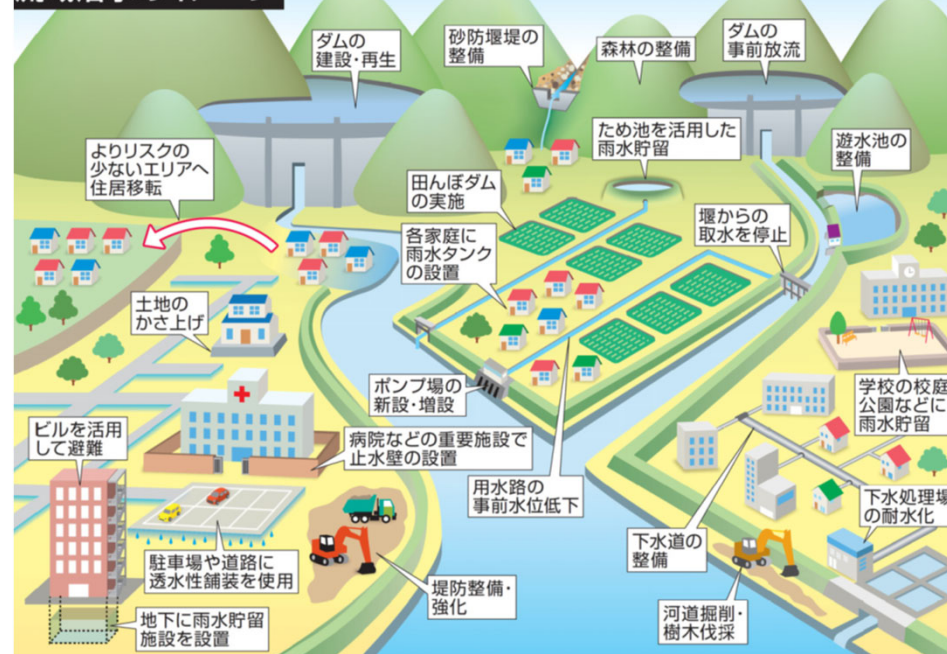 ダムの
建設・再生
砂防堰堤の
整備
森林の整備
ダムの
事前放流
よりリスクの
少ないエリアへ
住居移転
ため池を活用した
雨水貯留
遊水池の
整備
田んぼダム
の実施
各家庭に
雨水タンク
の設置
堰からの
取水を停止
土地の
かさ上げ
ポンプ場の
新設・増設
学校の校庭
公園などに
雨水貯留
ビルを活用
して避難
病院などの重要施設で
止水壁の設置
用水路の
事前水位低下
下水道の
整備
下水処理場
の耐水化
駐車場や道路に
透水性舗装を使用
堤防整備・
強化
河道掘削・
樹木伐採
地下に雨水貯留
施設を設置